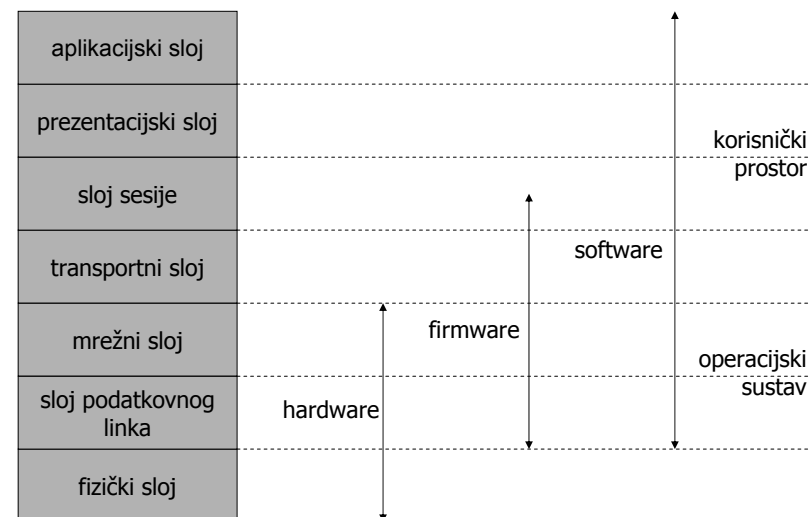 aplikacijski sloj
prezentacijski sloj
sloj sesije
transportni sloj
mrežni sloj
sloj podatkovnog
linka
fizički sloj
hardware
firmware
software
korisnički
prostor
operacijski
sustav